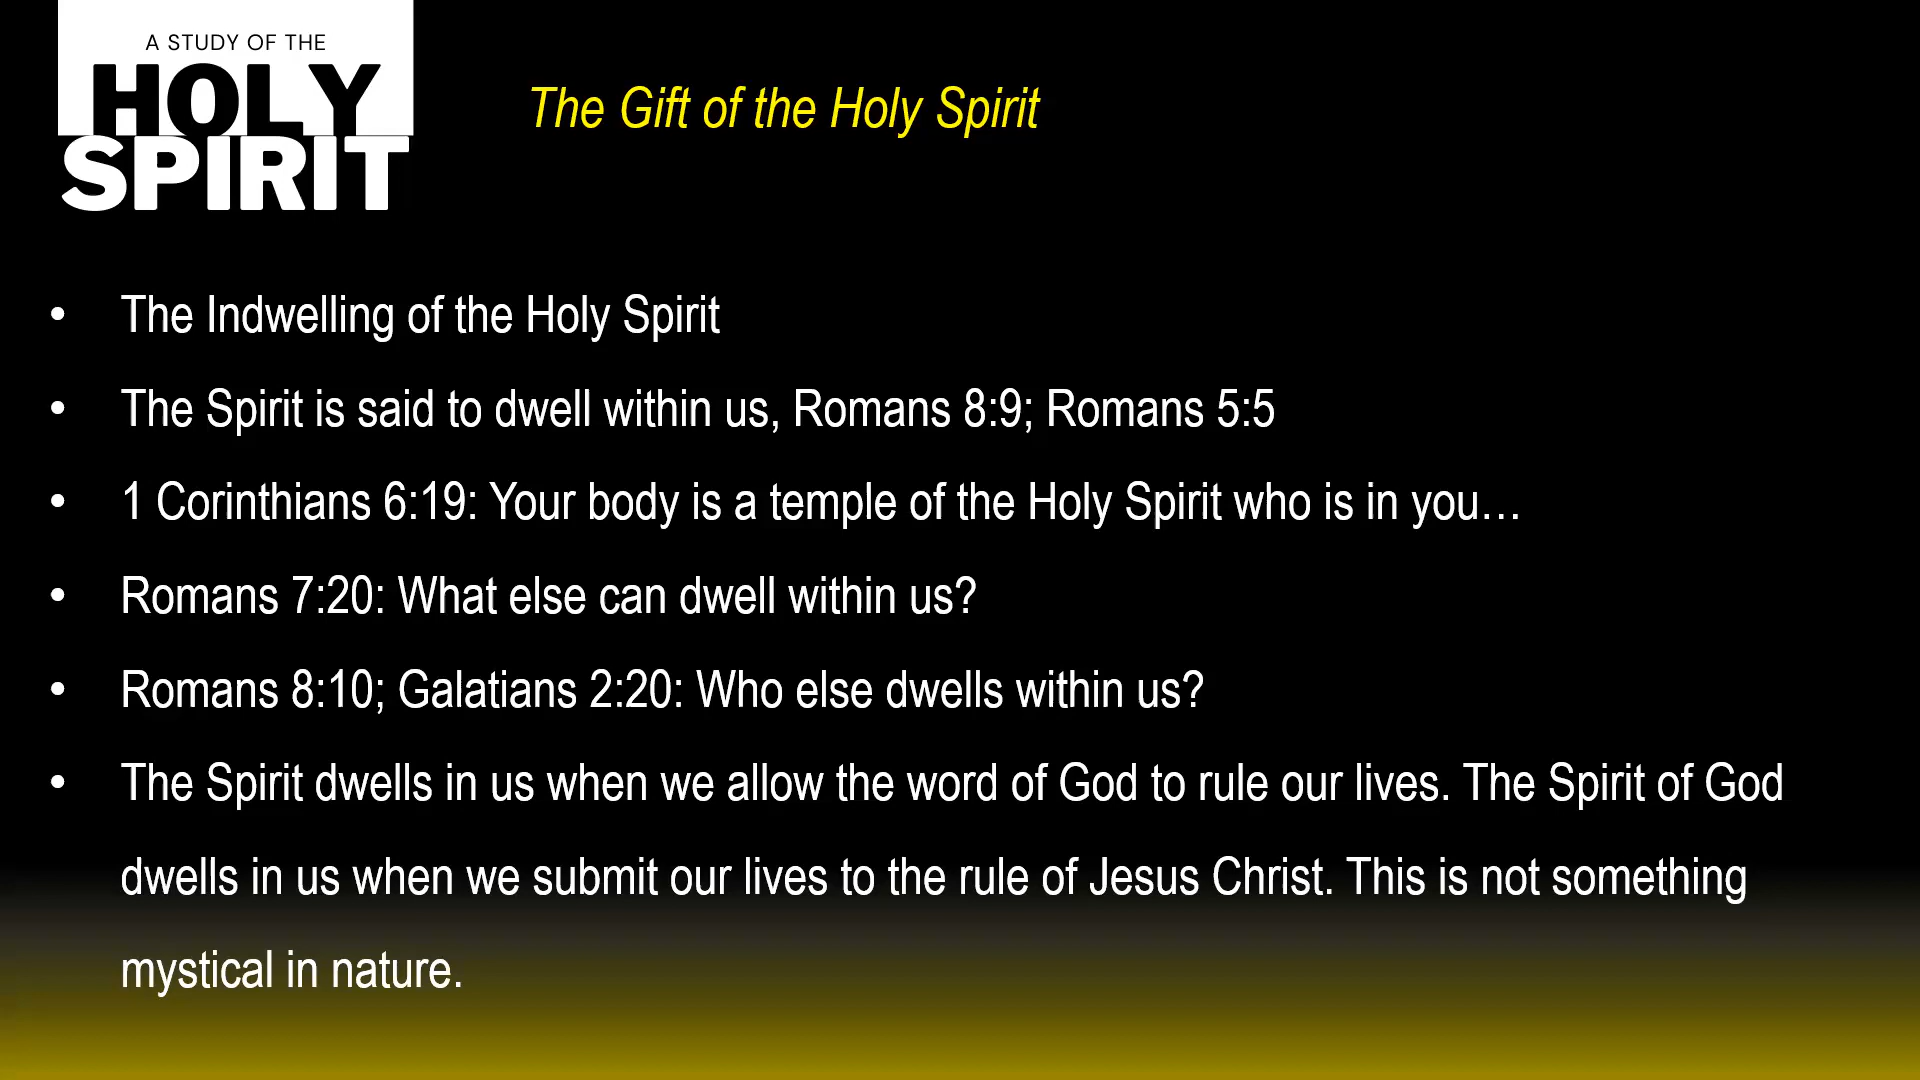 A STUDY OF THE
HOLY
SPIRIT
The Gift of the Holy Spirit
• The Indwelling of the Holy Spirit
• The Spirit is said to dwell within us, Romans 8:9; Romans 5:5
• 1 Corinthians 6:19: Your body is a temple of the Holy Spirit who is in you…
• Romans 7:20: What else can dwell within us?
• Romans 8:10; Galatians 2:20: Who else dwells within us?
• The Spirit dwells in us when we allow the word of God to rule our lives. The Spirit of God
dwells in us when we submit our lives to the rule of Jesus Christ. This is not something
mystical in nature.